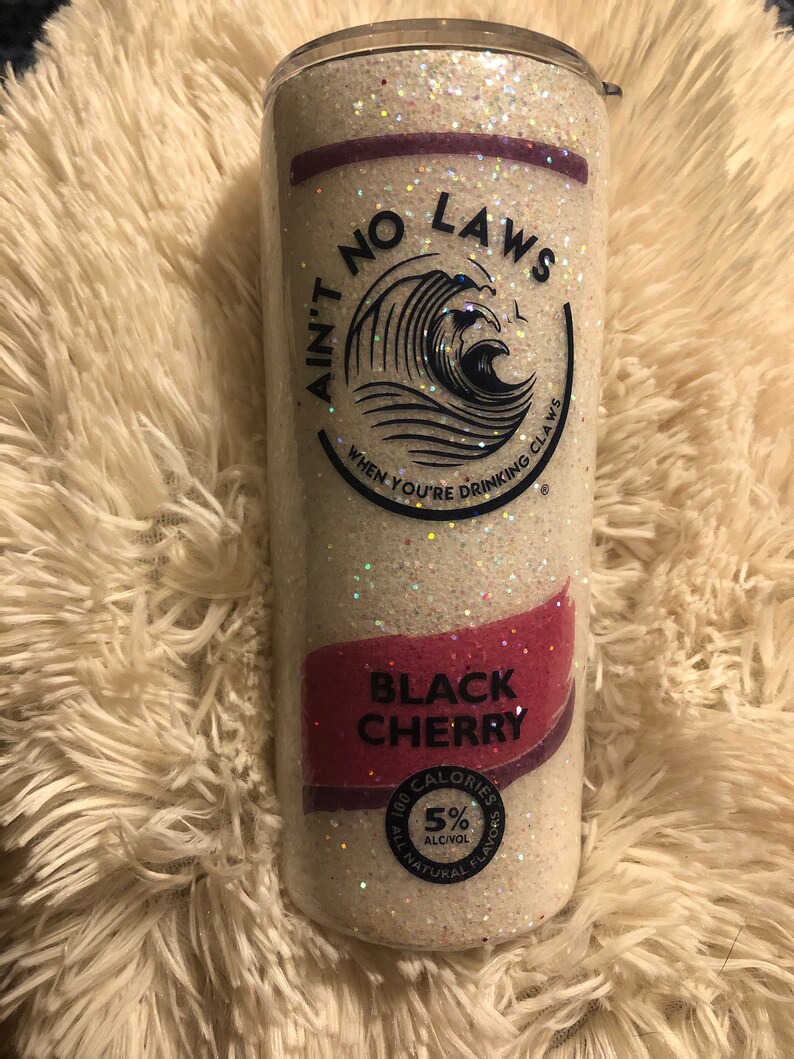 AIN'T NO LAWS
WHEN YOU'RE DRINKING CLAWS
®
BLACK
CHERRY
100 CALORIES
5%
ALC/VOL
ALL NATURAL FLAVORS